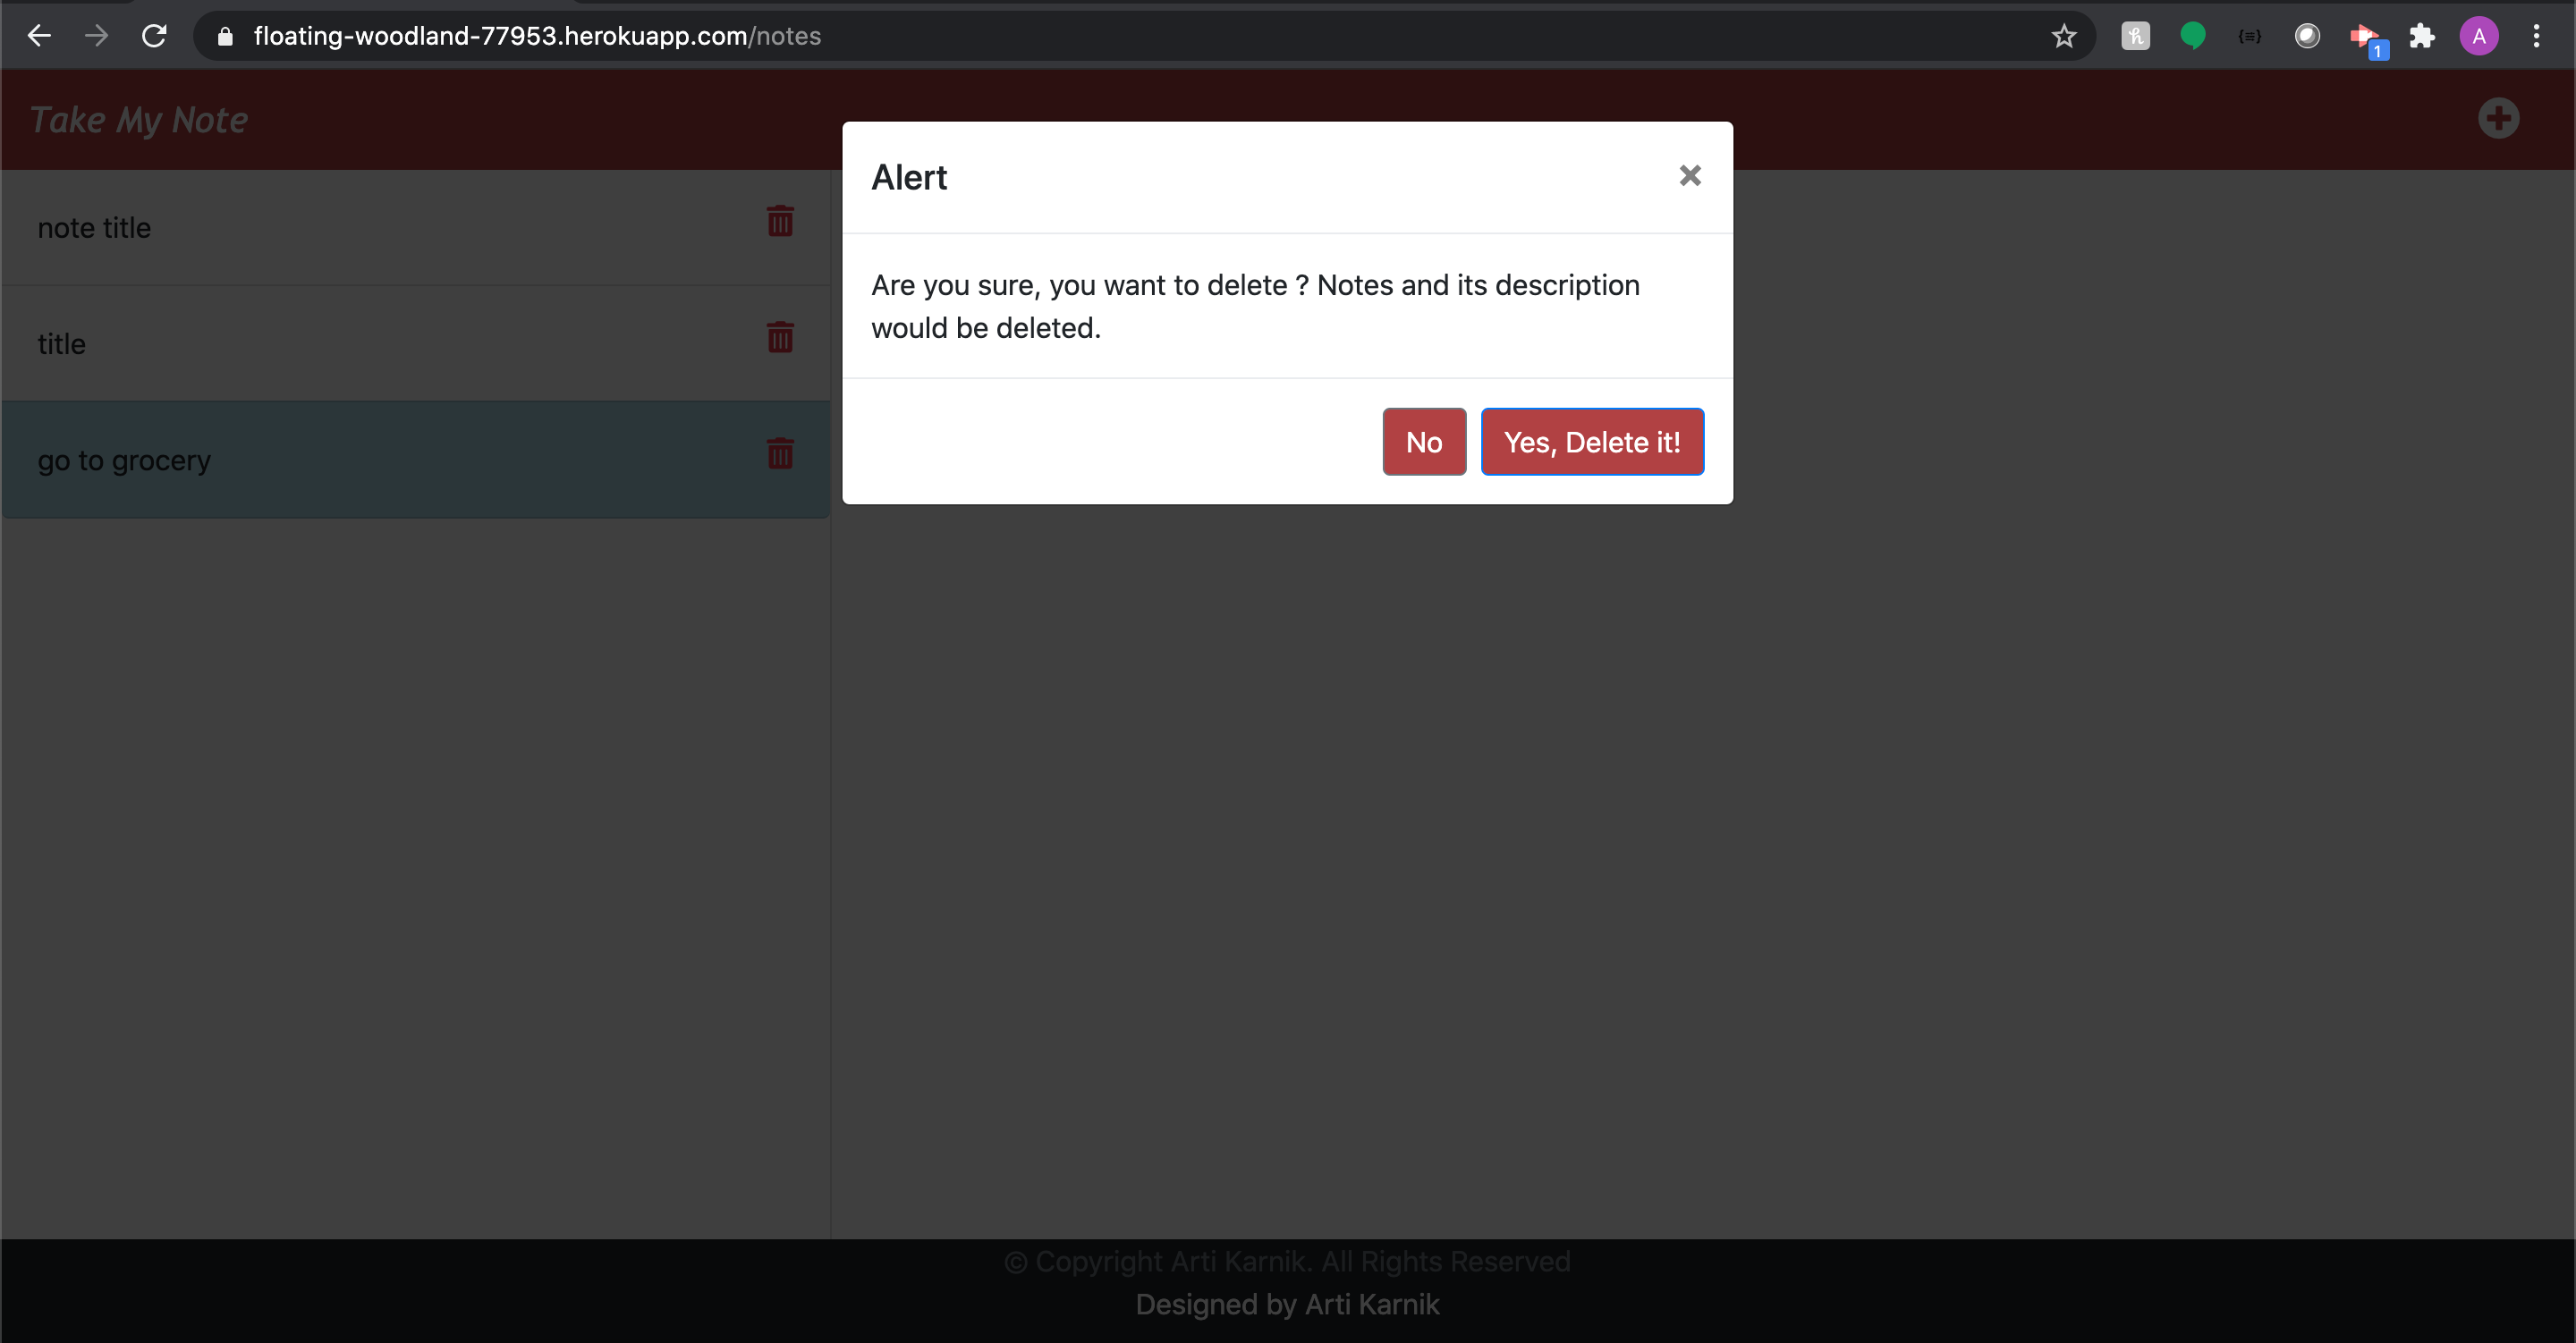 floating-woodland-77953.herokuapp.com/notes
1
A
Take My Note
note title
title
go to grocery
Alert
Are you sure, you want to delete ? Notes and its description
would be deleted.
No
Yes, Delete it!
© Copyright Arti Karnik. All Rights Reserved
Designed by Arti Karnik